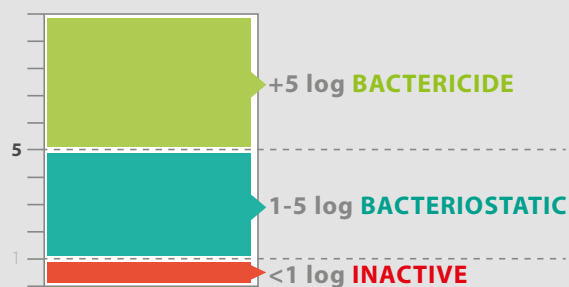 +5 log BACTERICIDE
5
1-5 log BACTERIOSTATIC
1
<1 log INACTIVE